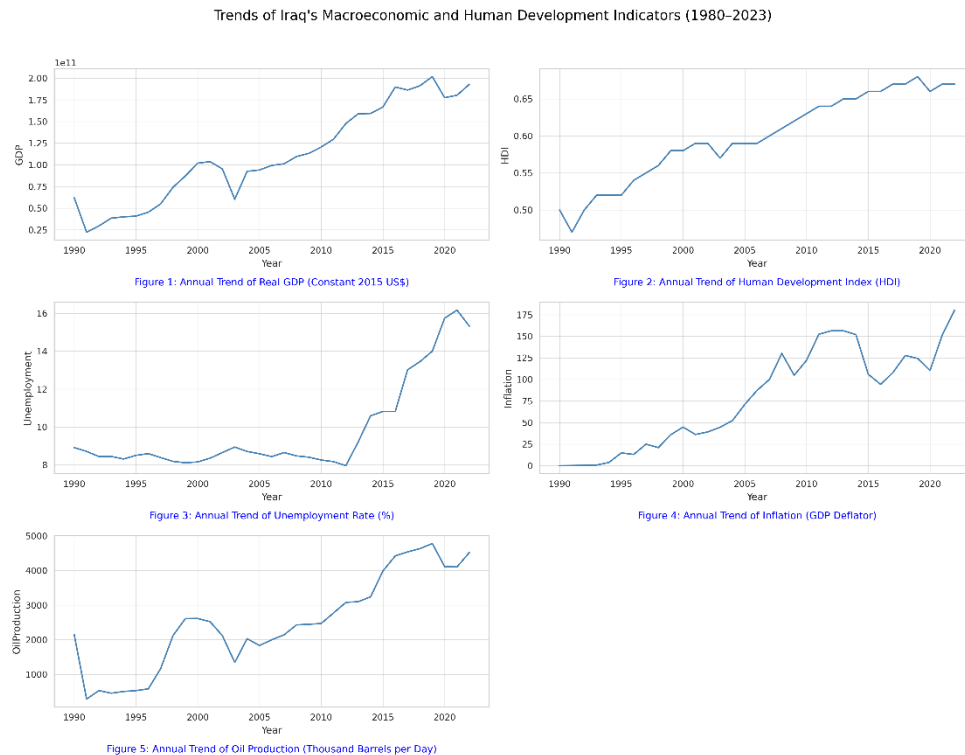 Trends of Iraq's Macroeconomic and Human Development Indicators (1980–2023)
1e11
2.00
1.75
1.50
1.25
1.00
0.75
0.50
0.25
GDP
1990 1995 2000 2005 2010 2015 2020
Year
Figure 1: Annual Trend of Real GDP (Constant 2015 US$)
0.65
0.60
0.55
0.50
HDI
1990 1995 2000 2005 2010 2015 2020
Year
Figure 2: Annual Trend of Human Development Index (HDI)
16
14
12
10
8
Unemployment
1990 1995 2000 2005 2010 2015 2020
Year
Figure 3: Annual Trend of Unemployment Rate (%)
175
150
125
100
75
50
25
0
Inflation
1990 1995 2000 2005 2010 2015 2020
Year
Figure 4: Annual Trend of Inflation (GDP Deflator)
5000
4000
3000
2000
1000
OilProduction
1990 1995 2000 2005 2010 2015 2020
Year
Figure 5: Annual Trend of Oil Production (Thousand Barrels per Day)